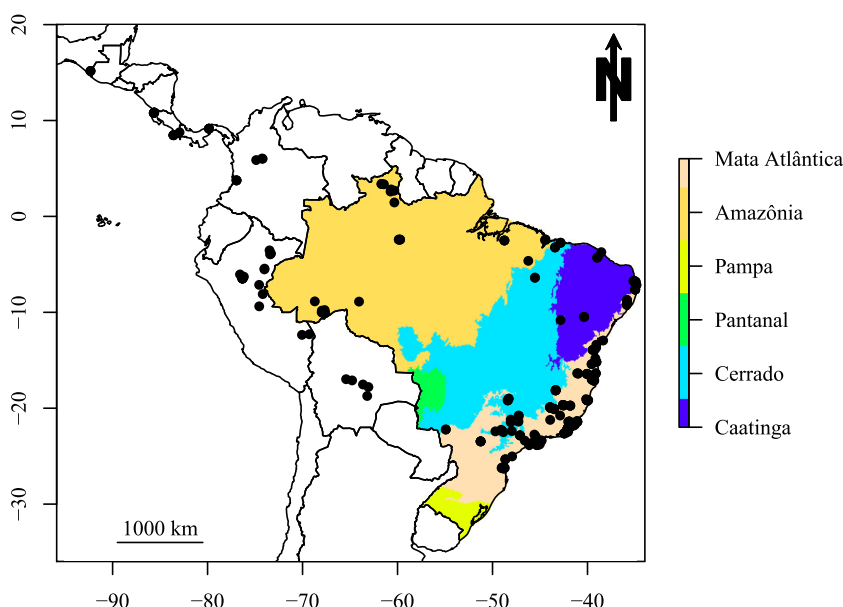 20
10
0
−10
−20
−30
N
1000 km
−90
−80
−70
−60
−50
−40
Mata Atlântica
Amazônia
Pampa
Pantanal
Cerrado
Caatinga